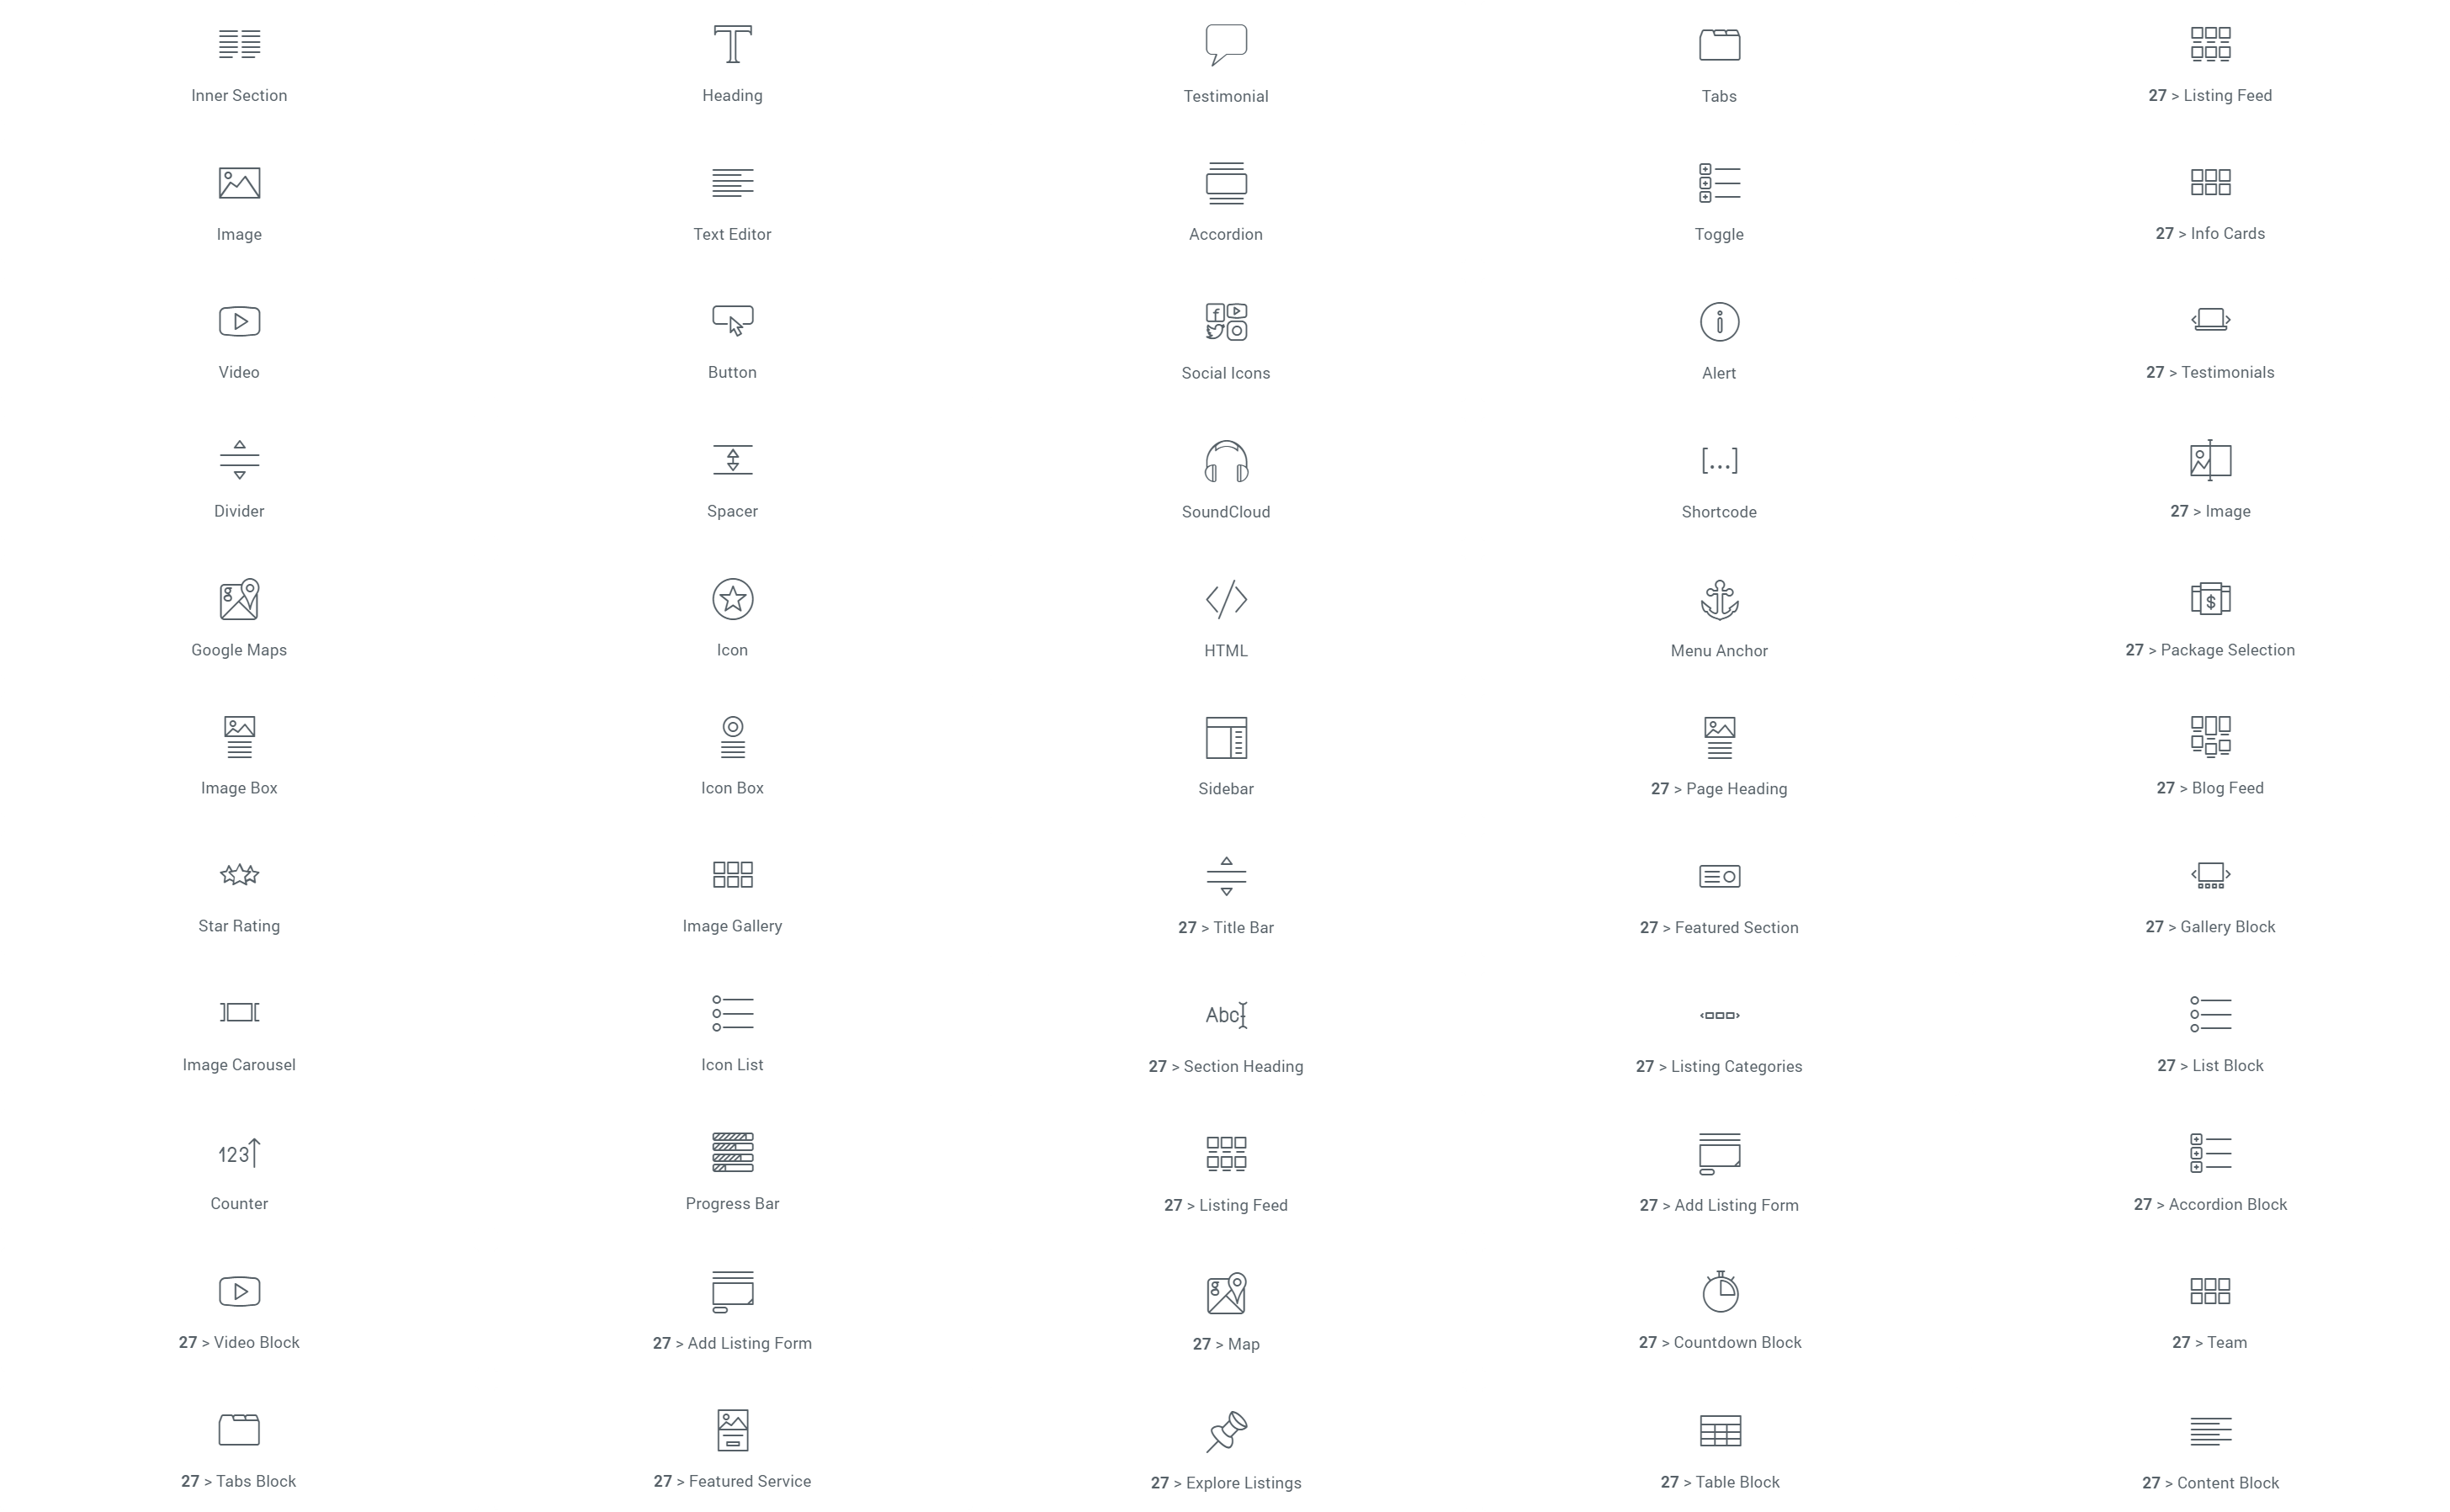 Inner Section
Heading
Testimonial
Tabs
27 > Listing Feed
Image
Text Editor
Accordion
Toggle
27 > Info Cards
Video
Button
Social Icons
Alert
27 > Testimonials
Divider
Spacer
SoundCloud
[...]
Shortcode
27 > Image
Google Maps
Icon
HTML
Menu Anchor
$
27 > Package Selection
Image Box
Icon Box
Sidebar
27 > Page Heading
27 > Blog Feed
Star Rating
Image Gallery
27 > Title Bar
27 > Featured Section
27 > Gallery Block
Image Carousel
Icon List
Abc
27 > Section Heading
27 > Listing Categories
27 > List Block
123
Counter
Progress Bar
27 > Listing Feed
27 > Add Listing Form
27 > Accordion Block
27 > Video Block
27 > Add Listing Form
27 > Map
27 > Countdown Block
27 > Team
27 > Tabs Block
27 > Featured Service
27 > Explore Listings
27 > Table Block
27 > Content Block